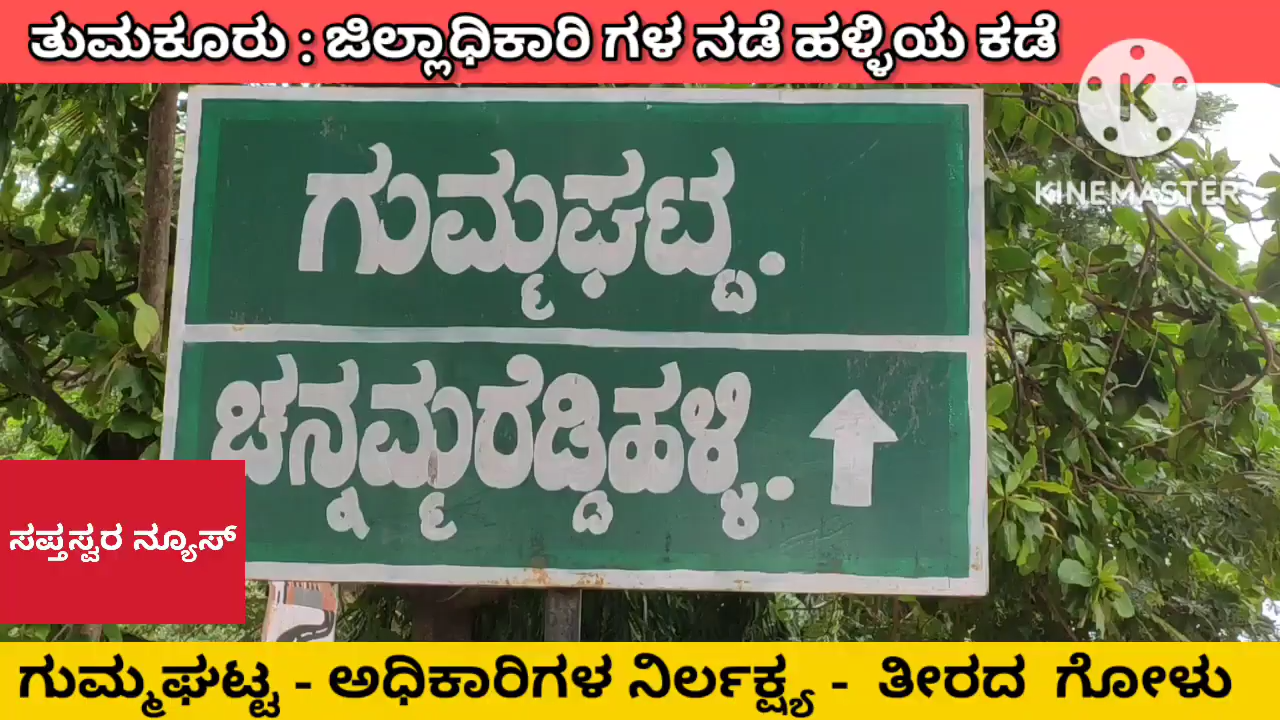 ತುಮಕೂರು : ಜಿಲ್ಲಾಧಿಕಾರಿ ಗಳ ನಡೆ ಹಳ್ಳಿಯ ಕಡೆ
K
KINEMASTER
ಗುಮ್ಮಘಟ್ಟ.
ಚನ್ನಮ್ಮರೆಡ್ಡಿಹಳ್ಳಿ.
ಸಪ್ತಸ್ವರ ನ್ಯೂಸ್
ಗುಮ್ಮಘಟ್ಟ - ಅಧಿಕಾರಿಗಳ ನಿರ್ಲಕ್ಷ್ಯ - ತೀರದ ಗೋಳು